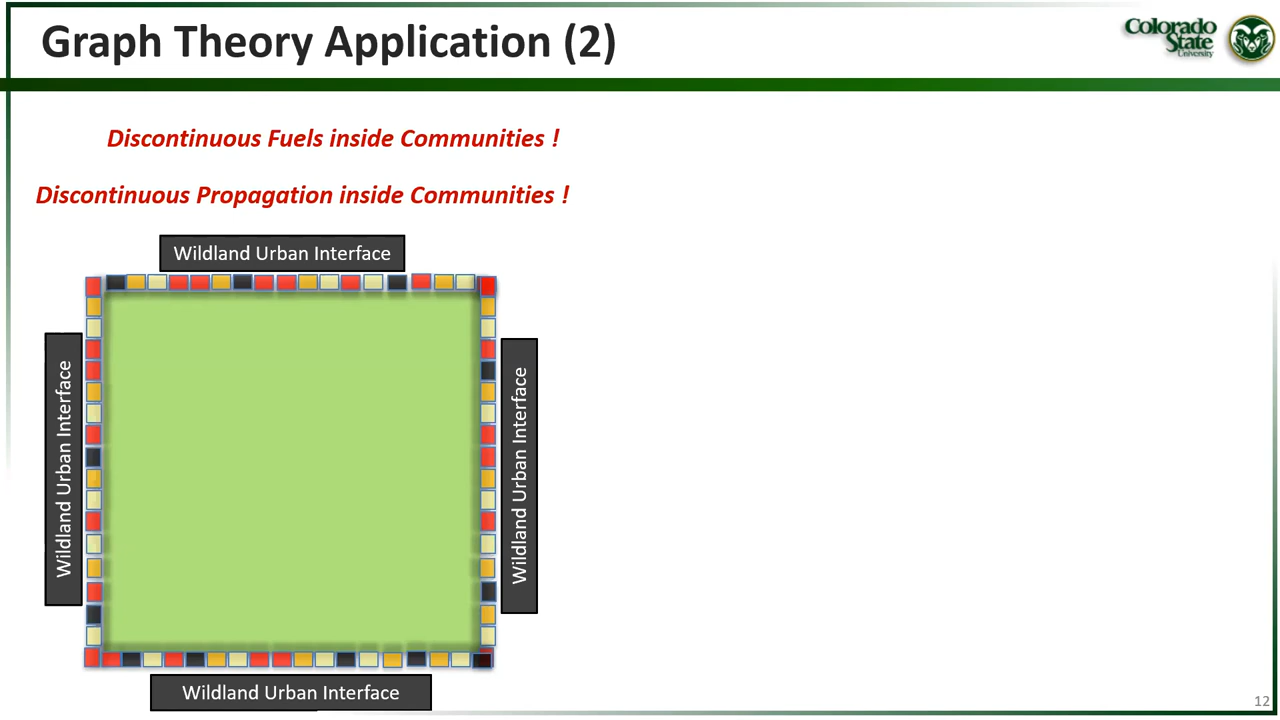 Graph Theory Application (2)
Colorado
State
University
Discontinuous Fuels inside Communities !
Discontinuous Propagation inside Communities !
Wildland Urban Interface
Wildland Urban Interface
Wildland Urban Interface
Wildland Urban Interface
12